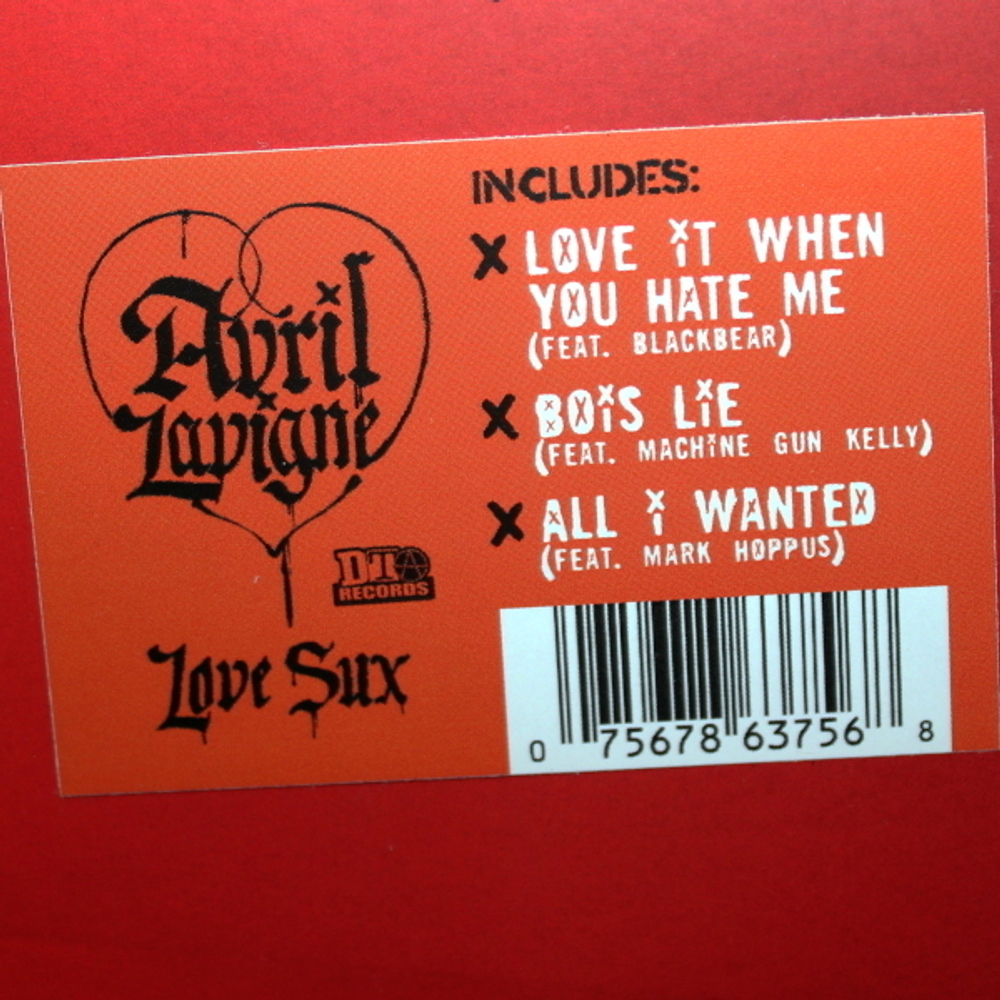 Avril
Lavigne
DTA
RECORDS
Love Sux
INCLUDES:
X LOVE iT WHEN
YOU HATE ME
(FEAT. BLACKBEAR)
X BOiS LiE
(FEAT. MACHiNE GUN KELLY)
X ALL i WANTED
(FEAT. MARK HOPPUS)
0 75678 63756 8